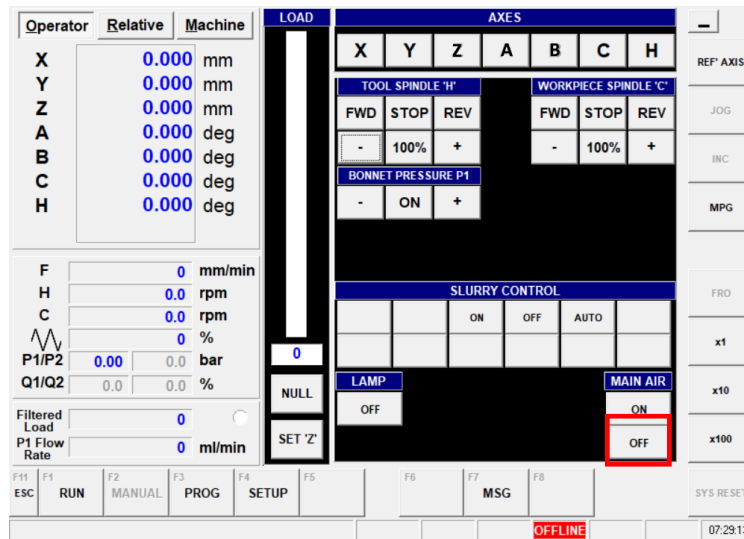 Operator Relative Machine
X 0.000 mm
Y 0.000 mm
Z 0.000 mm
A 0.000 deg
B 0.000 deg
C 0.000 deg
H 0.000 deg
F 0 mm/min
H 0.0 rpm
C 0.0 rpm
0 %
P1/P2 0.00 0.0 bar
Q1/Q2 0.0 0.0 %
Filtered
Load 0
P1 Flow
Rate 0 ml/min
LOAD
0
NULL
SET 'Z'
AXES
X Y Z A B C H
TOOL SPINDLE 'H'
FWD STOP REV
- 100% +
WORKPIECE SPINDLE 'C'
FWD STOP REV
- 100% +
BONNET PRESSURE P1
- ON +
SLURRY CONTROL
ON OFF AUTO
LAMP
OFF
MAIN AIR
ON
OFF
REF' AXIS
JOG
INC
MPG
FRO
x1
x10
x100
SYS RESET
F11 F1 F2 F3 F4 F5 F6 F7 F8
ESC RUN MANUAL PROG SETUP MSG
OFFLINE
07:29:13